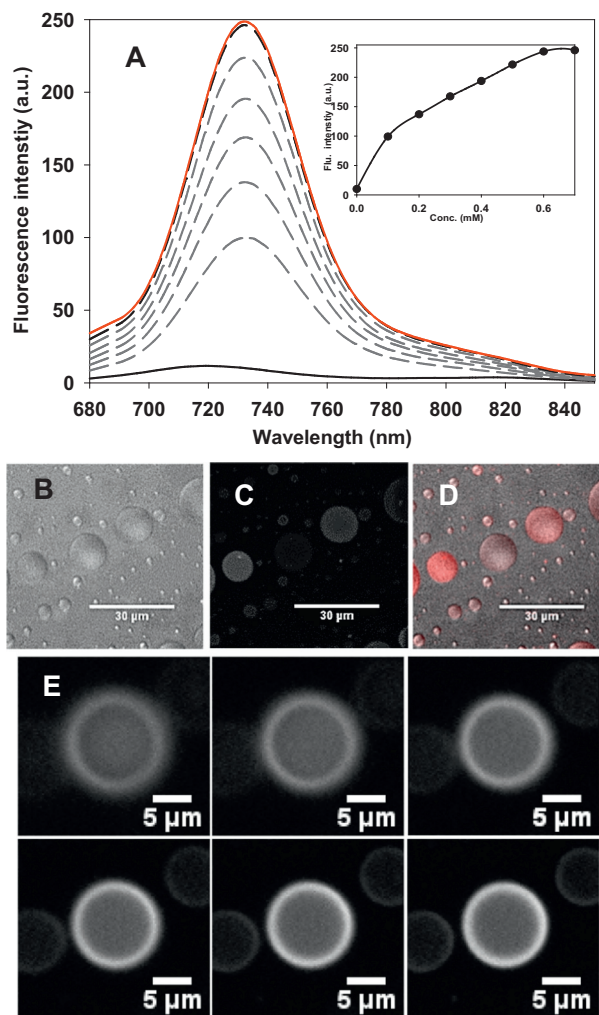 A
Fluorescence intenstiy (a.u.)
250
200
150
100
50
0
680 700 720 740 760 780 800 820 840
Wavelength (nm)
Flu. intenstiy (a.u.)
250
200
150
100
50
0
0.0 0.2 0.4 0.6
Conc. (mM)
B
30 µm
C
30 µm
D
30 µm
E
5 µm
5 µm
5 µm
5 µm
5 µm
5 µm